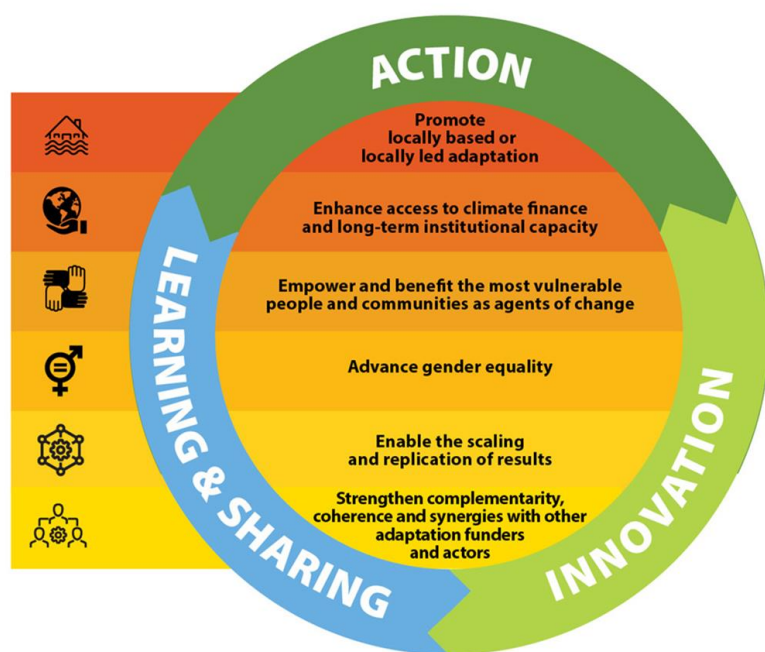 ACTION
Promote
locally based or
locally led adaptation
Enhance access to climate finance
and long-term institutional capacity
Empower and benefit the most vulnerable
people and communities as agents of change
Advance gender equality
Enable the scaling
and replication of results
Strengthen complementarity,
coherence and synergies with other
adaptation funders
and actors
INNOVATION
LEARNING & SHARING